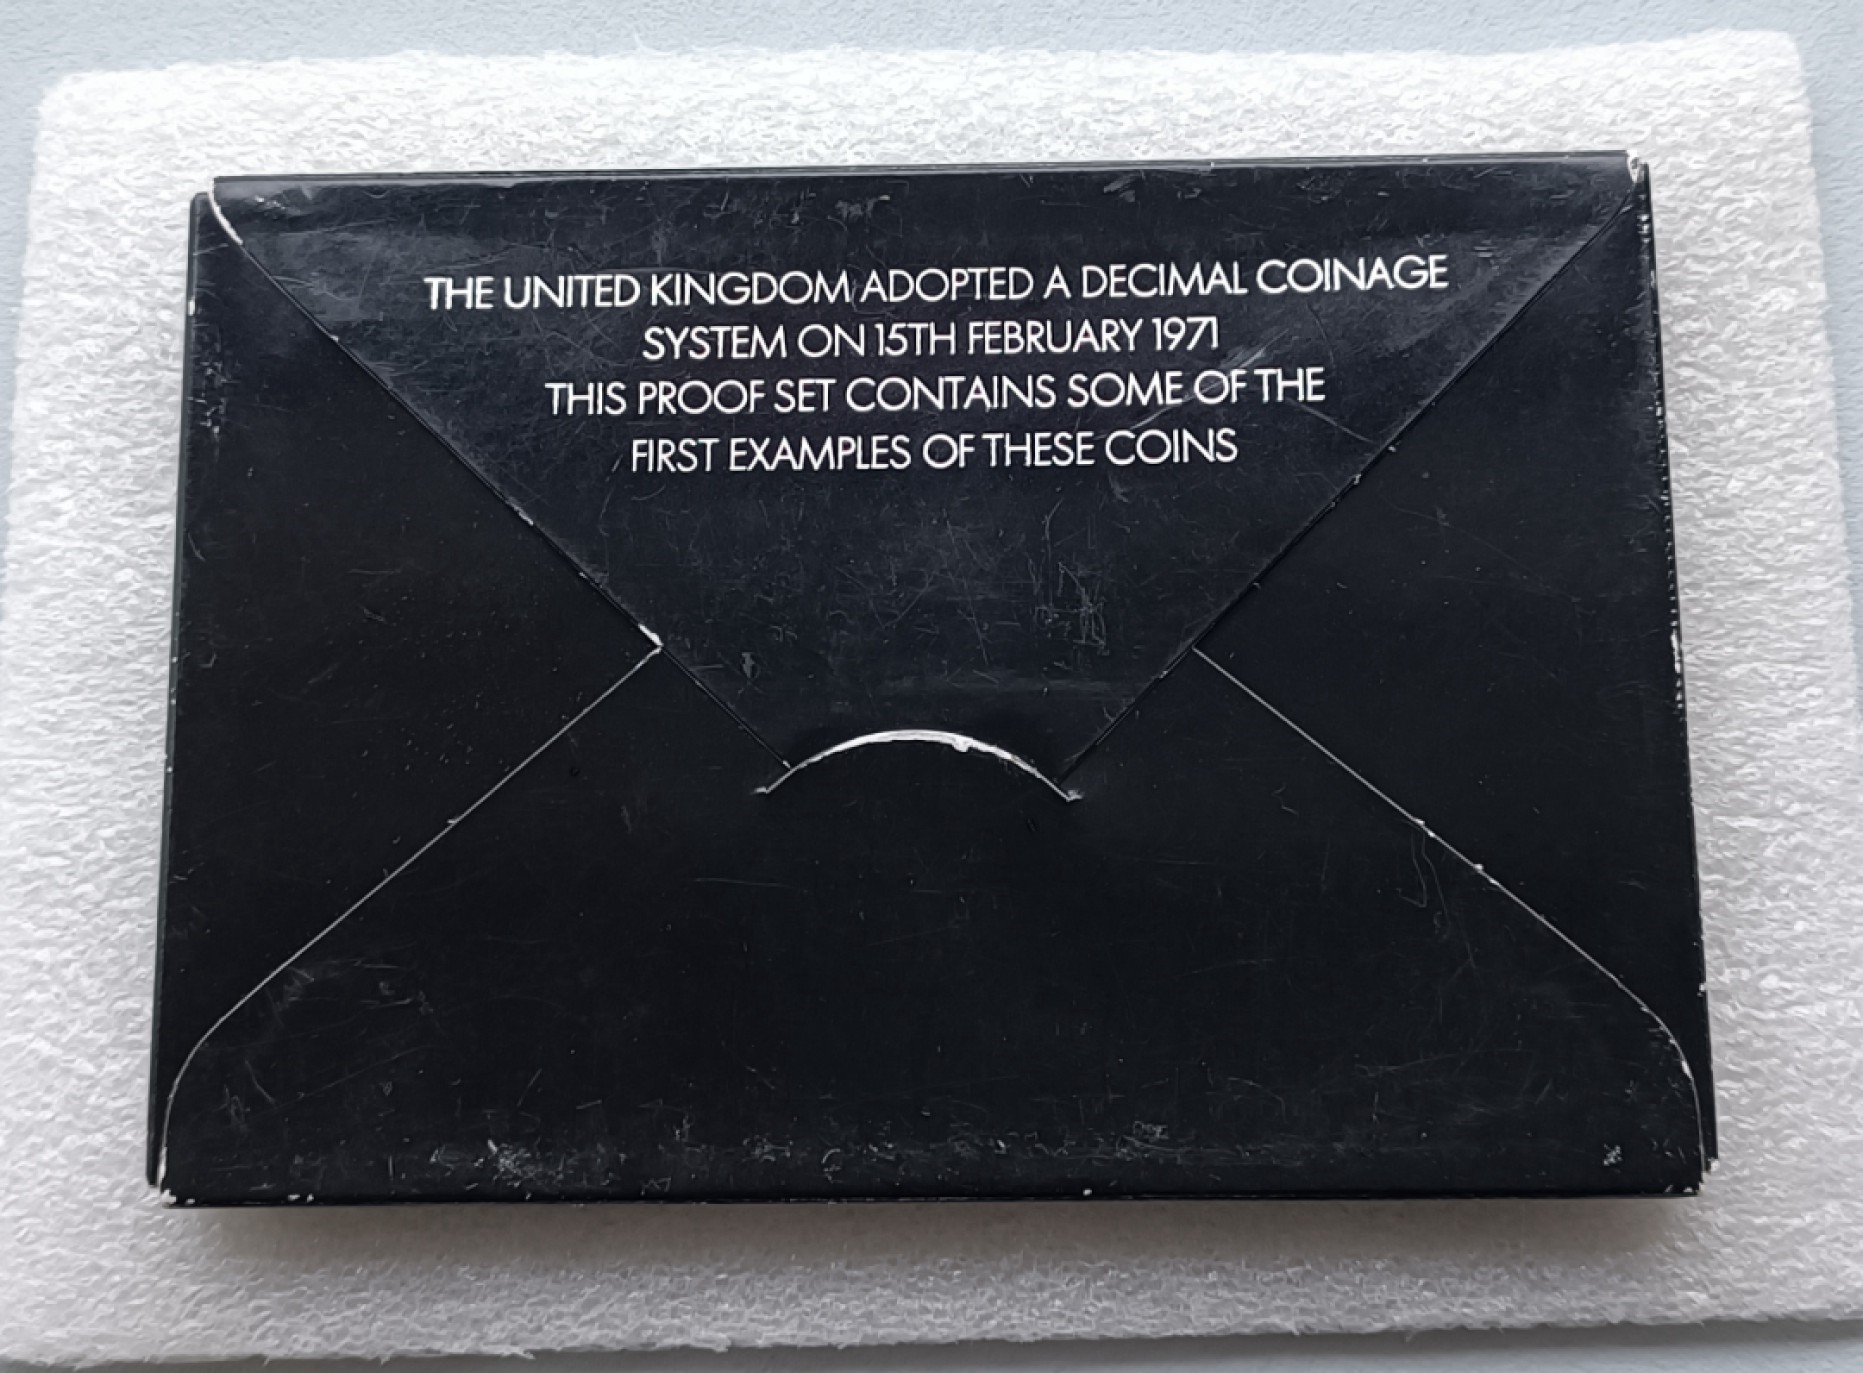 THE UNITED KINGDOM ADOPTED A DECIMAL COINAGE
SYSTEM ON 15TH FEBRUARY 1971
THIS PROOF SET CONTAINS SOME OF THE
FIRST EXAMPLES OF THESE COINS